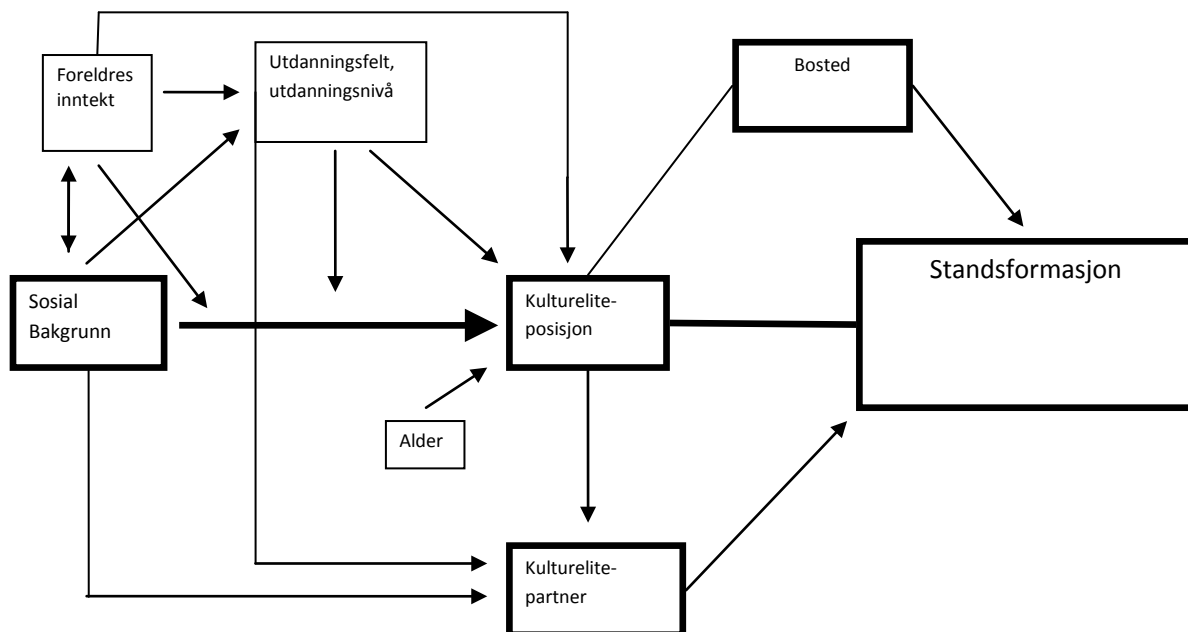 Foreldres
inntekt
Utdanningsfelt,
utdanningsnivå
Bosted
Sosial
Bakgrunn
Kulturelite-
posisjon
Standsformasjon
Alder
Kulturelite-
partner